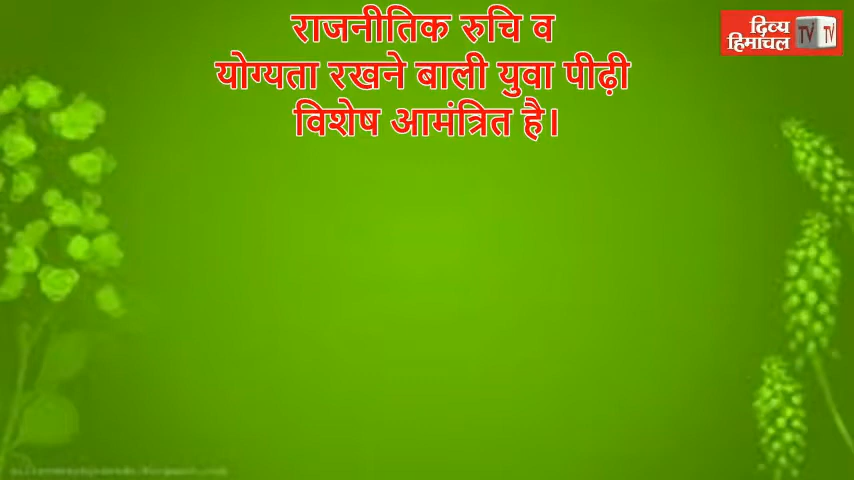 राजनीतिक रुचि व
योग्यता रखने बाली युवा पीढ़ी
विशेष आमंत्रित है।
दिव्य
हिमाचल
TV TV